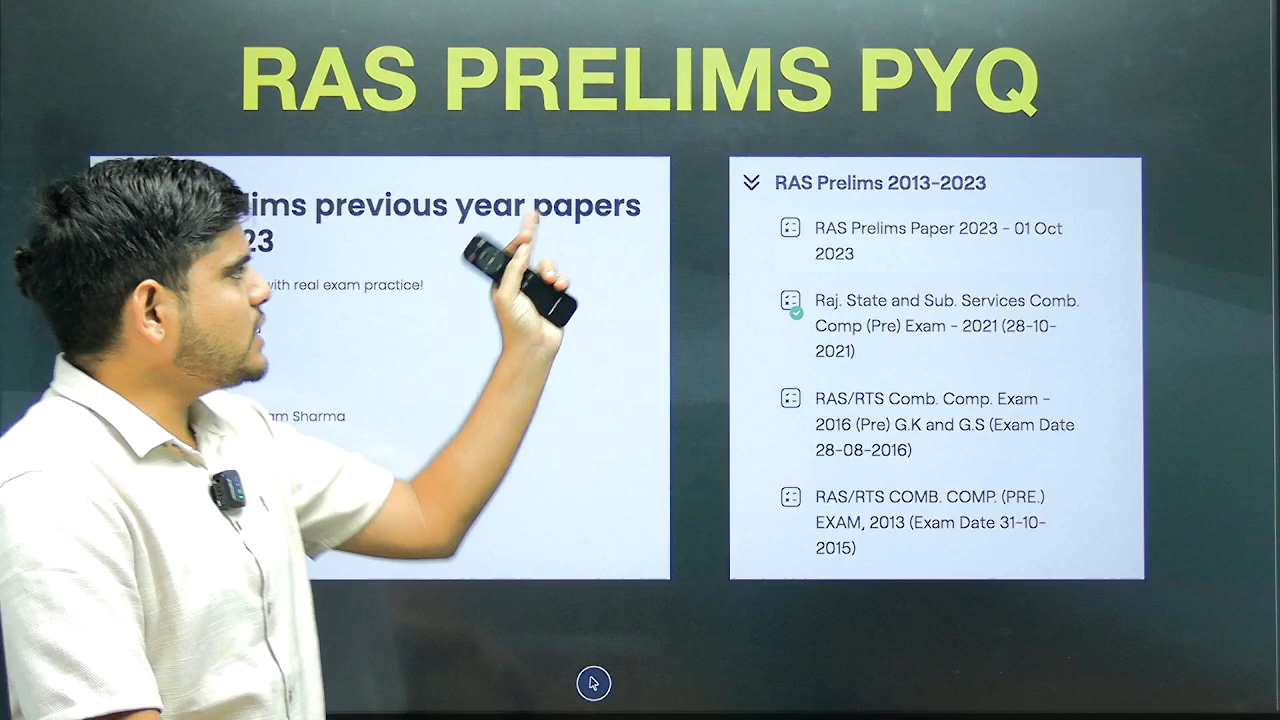 RAS PRELIMS PYQ
previous year papers
23
with real exam practice!
Sharma
RAS Prelims 2013-2023
RAS Prelims Paper 2023 - 01 Oct
2023
Raj. State and Sub. Services Comb.
Comp (Pre) Exam - 2021 (28-10-
2021)
RAS/RTS Comb. Comp. Exam -
2016 (Pre) G.K and G.S (Exam Date
28-08-2016)
RAS/RTS COMB. COMP. (PRE.)
EXAM, 2013 (Exam Date 31-10-
2015)